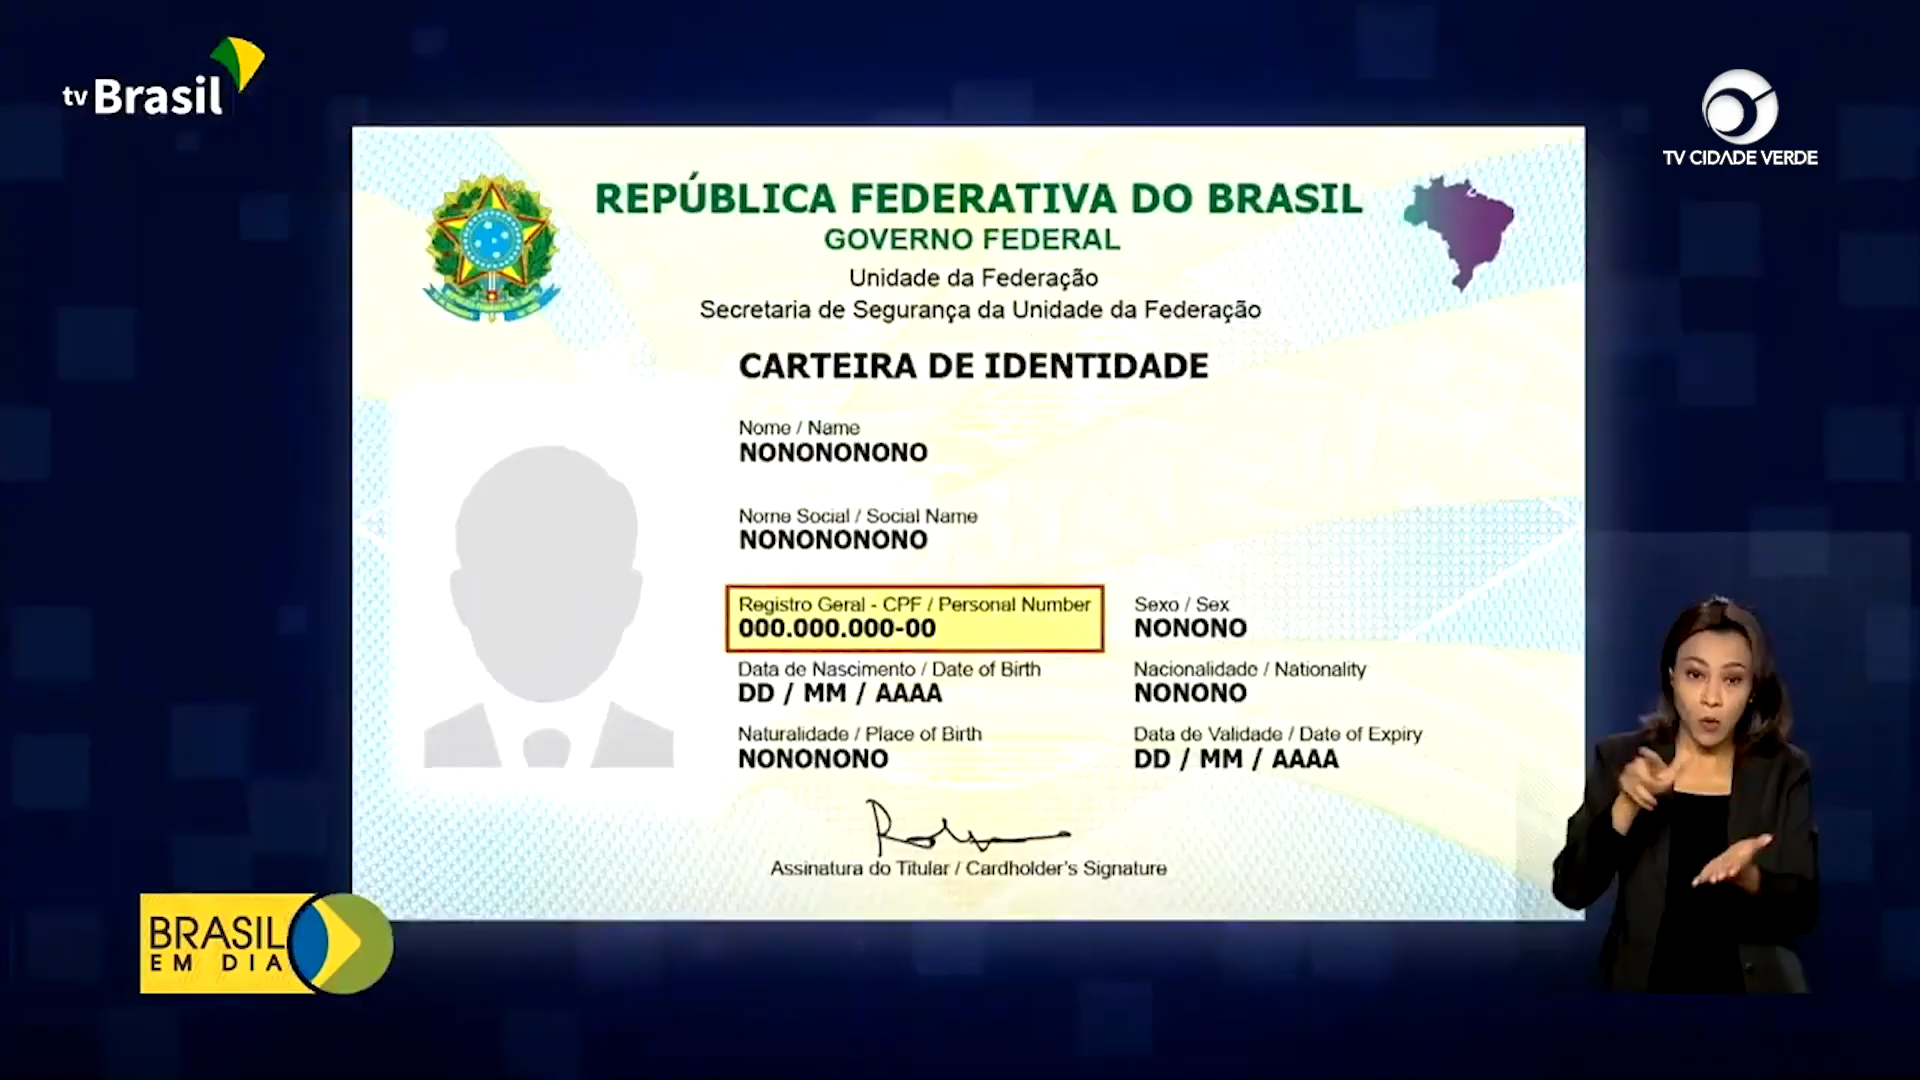 tv Brasil
TV CIDADE VERDE
REPÚBLICA FEDERATIVA DO BRASIL
GOVERNO FEDERAL
Unidade da Federação
Secretaria de Segurança da Unidade da Federação
CARTEIRA DE IDENTIDADE
Nome / Name
NONONONONO
Nome Social / Social Name
NONONONONO
Registro Geral - CPF / Personal Number
000.000.000-00
Sexo / Sex
NONONO
Data de Nascimento / Date of Birth
DD / MM / AAAA
Nacionalidade / Nationality
NONONO
Naturalidade / Place of Birth
NONONONO
Data de Validade / Date of Expiry
DD / MM / AAAA
Assinatura do Titular / Cardholder's Signature
BRASIL
EM DIA